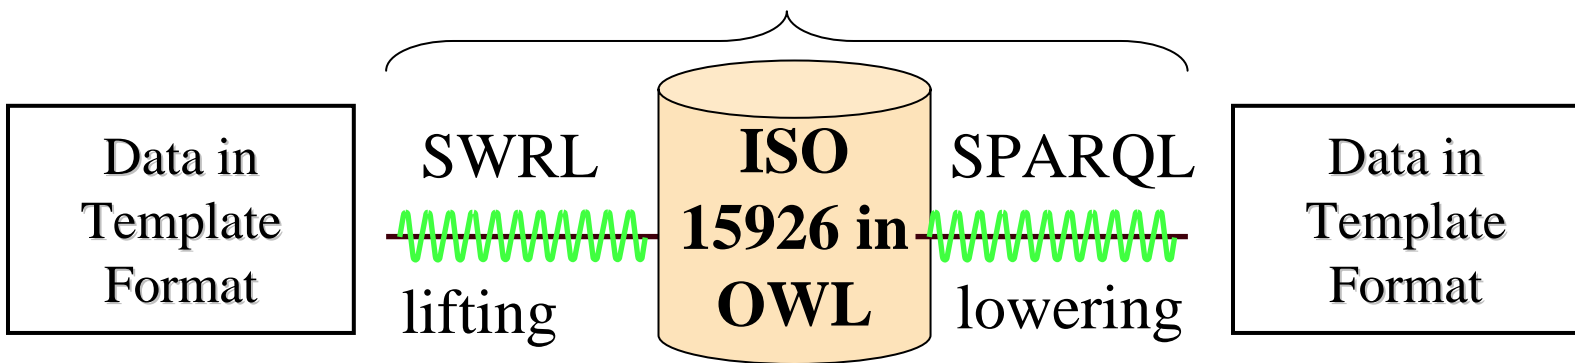 Data in
Template
Format
SWRL
lifting
ISO
15926 in
OWL
SPARQL
lowering
Data in
Template
Format